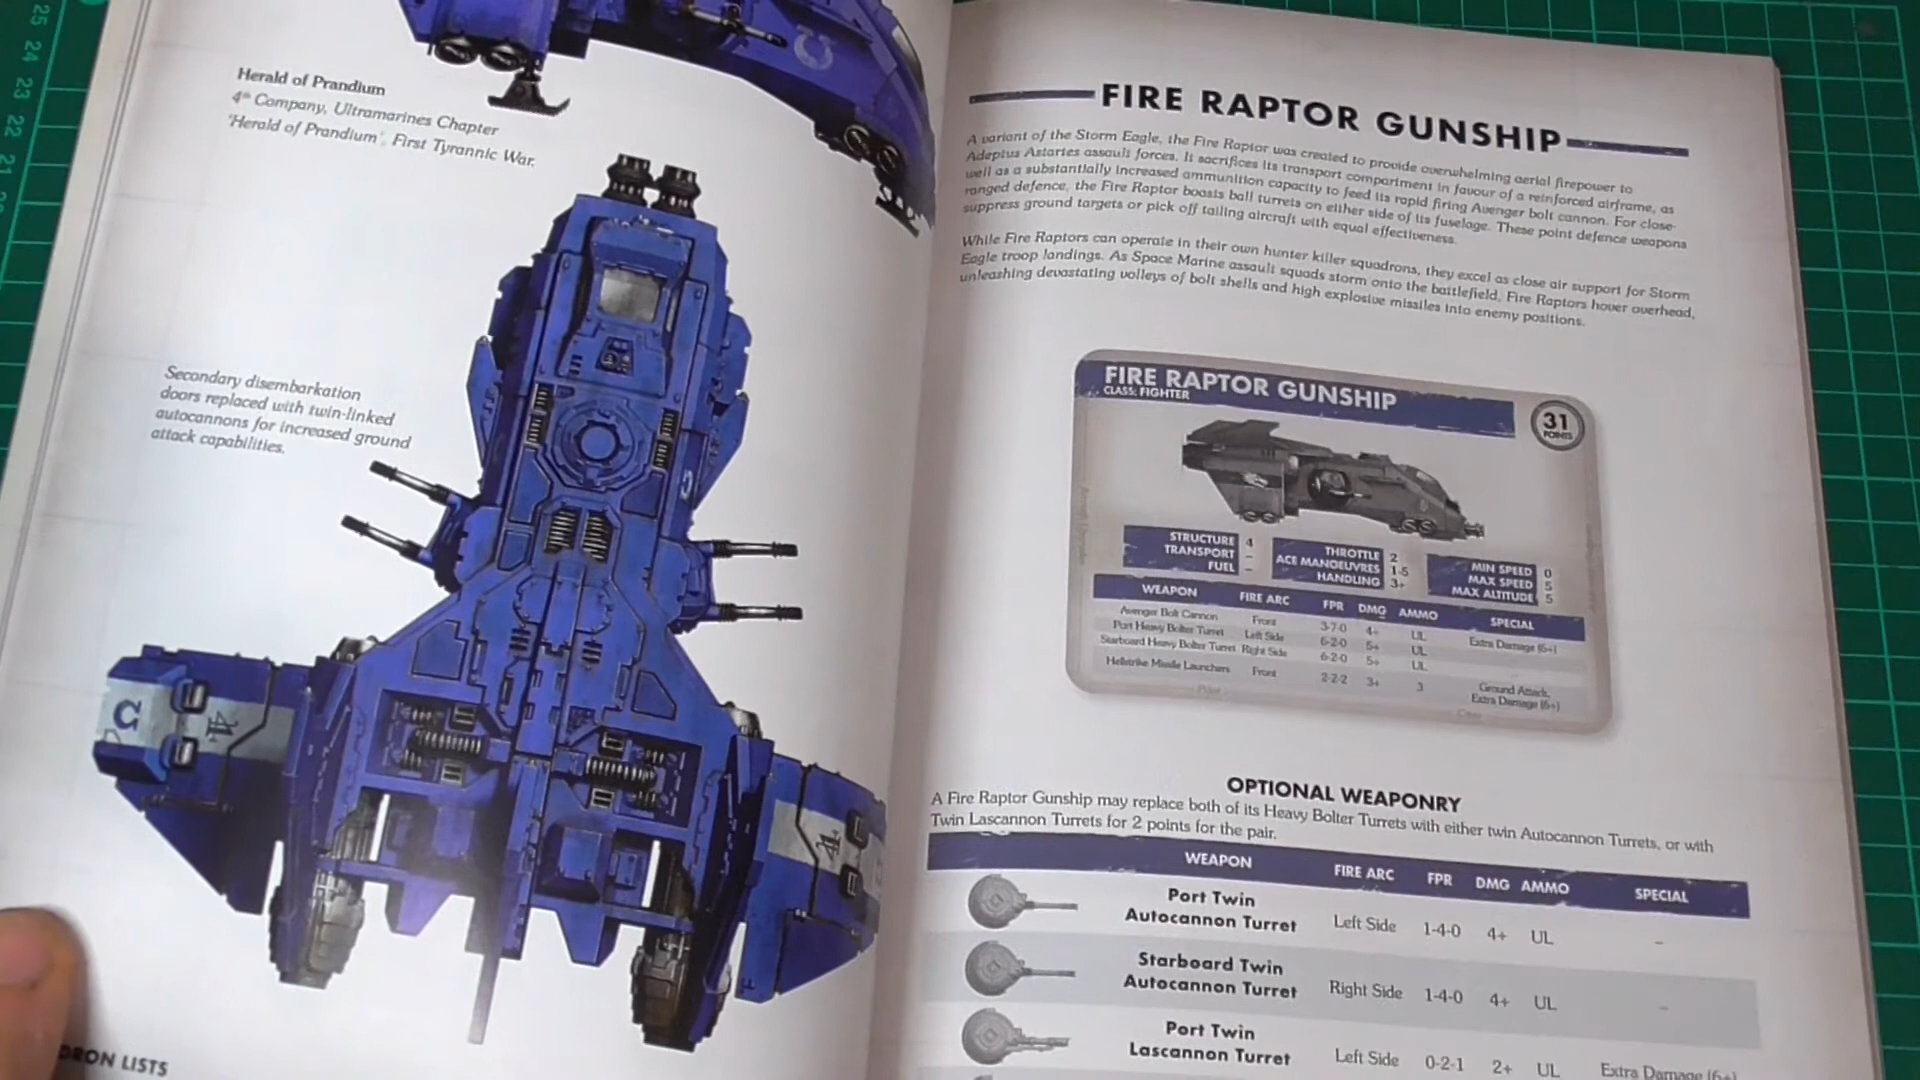 25
24
23
22
21
20
Herald of Prandium
4th Company, Ultramarines Chapter
'Herald of Prandium', First Tyrannic War.
Secondary disembarkation
doors replaced with twin-linked
autocannons for increased ground
attack capabilities.
DRON LISTS
FIRE RAPTOR GUNSHIP
A variant of the Storm Eagle, the Fire Raptor was created to provide overwhelming aerial firepower to
Adeptus Astartes assault forces. It sacrifices its transport compartment in favour of a reinforced airframe, as
well as a substantially increased ammunition capacity to feed its rapid firing Avenger bolt cannon. For close-
ranged defence, the Fire Raptor boasts ball turrets on either side of its fuselage. These point defence weapons
suppress ground targets or pick off tailing aircraft with equal effectiveness.
While Fire Raptors can operate in their own hunter killer squadrons, they excel as close air support for Storm
Eagle troop landings. As Space Marine assault squads storm onto the battlefield, Fire Raptors hover overhead,
unleashing devastating volleys of bolt shells and high explosive missiles into enemy positions.
FIRE RAPTOR GUNSHIP
CLASS: FIGHTER
31
POINTS
STRUCTURE 4 THROTTLE 2 MIN SPEED 0
TRANSPORT – ACE MANOEUVRES 1-5 MAX SPEED 5
FUEL – HANDLING 3+ MAX ALTITUDE 5
WEAPON FIRE ARC FPR DMG AMMO SPECIAL
Avenger Bolt Cannon Front 3-7-0 4+ UL Extra Damage (6+)
Port Heavy Bolter Turret Left Side 6-2-0 5+ UL
Starboard Heavy Bolter Turret Right Side 6-2-0 5+ UL
Hellstrike Missile Launchers Front 2-2-2 3+ 3 Ground Attack,
Extra Damage (6+)
OPTIONAL WEAPONRY
A Fire Raptor Gunship may replace both of its Heavy Bolter Turrets with either twin Autocannon Turrets, or with
Twin Lascannon Turrets for 2 points for the pair.
WEAPON FIRE ARC FPR DMG AMMO SPECIAL
Port Twin
Autocannon Turret Left Side 1-4-0 4+ UL –
Starboard Twin
Autocannon Turret Right Side 1-4-0 4+ UL –
Port Twin
Lascannon Turret Left Side 0-2-1 2+ UL Extra Damage (6+)